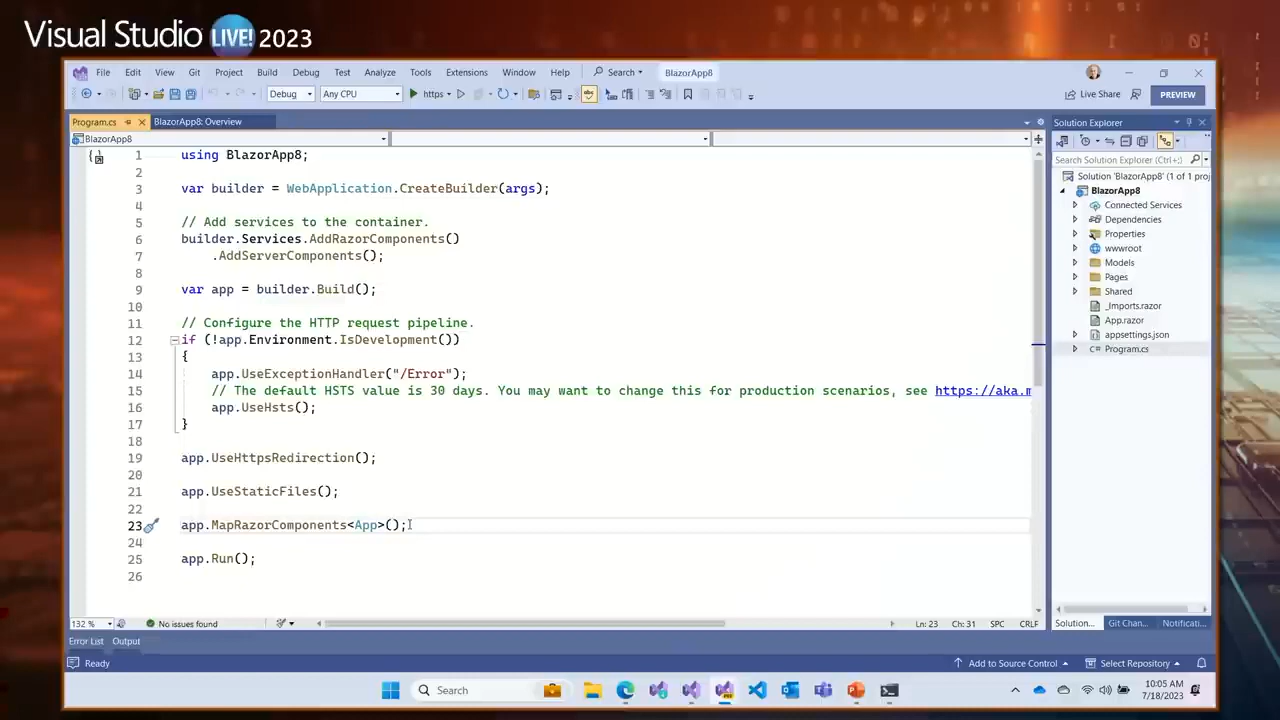 Visual Studio LIVE! 2023
File Edit View Git Project Build Debug Test Analyze Tools Extensions Window Help Search BlazorApp8
Debug Any CPU https Live Share PREVIEW
Program.cs BlazorApp8: Overview
BlazorApp8
1 using BlazorApp8;
2
3 var builder = WebApplication.CreateBuilder(args);
4
5 // Add services to the container.
6 builder.Services.AddRazorComponents()
7 .AddServerComponents();
8
9 var app = builder.Build();
10
11 // Configure the HTTP request pipeline.
12 if (!app.Environment.IsDevelopment())
13 {
14 app.UseExceptionHandler("/Error");
15 // The default HSTS value is 30 days. You may want to change this for production scenarios, see https://aka.m
16 app.UseHsts();
17 }
18
19 app.UseHttpsRedirection();
20
21 app.UseStaticFiles();
22
23 app.MapRazorComponents<App>();
24
25 app.Run();
26
132 % No issues found Ln: 23 Ch: 31 SPC CRLF
Error List Output
Solution Explorer
Search Solution Explorer (Ctrl+;)
Solution 'BlazorApp8' (1 of 1 proj
BlazorApp8
Connected Services
Dependencies
Properties
wwwroot
Models
Pages
Shared
_Imports.razor
App.razor
appsettings.json
Program.cs
Solution... Git Chan... Notificati...
Ready Add to Source Control Select Repository
Search
10:05 AM
7/18/2023